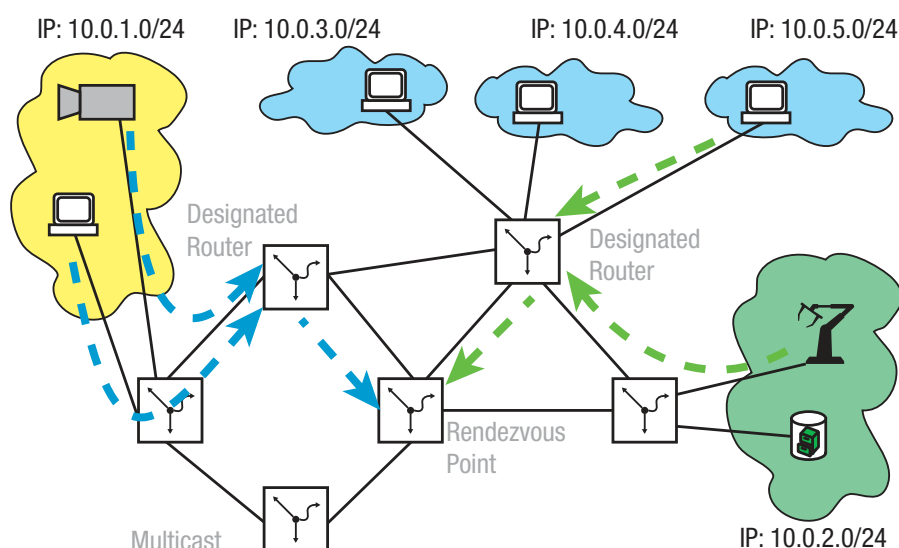 IP: 10.0.1.0/24
IP: 10.0.3.0/24
IP: 10.0.4.0/24
IP: 10.0.5.0/24
Designated
Router
Designated
Router
Rendezvous
Point
Multicast
IP: 10.0.2.0/24